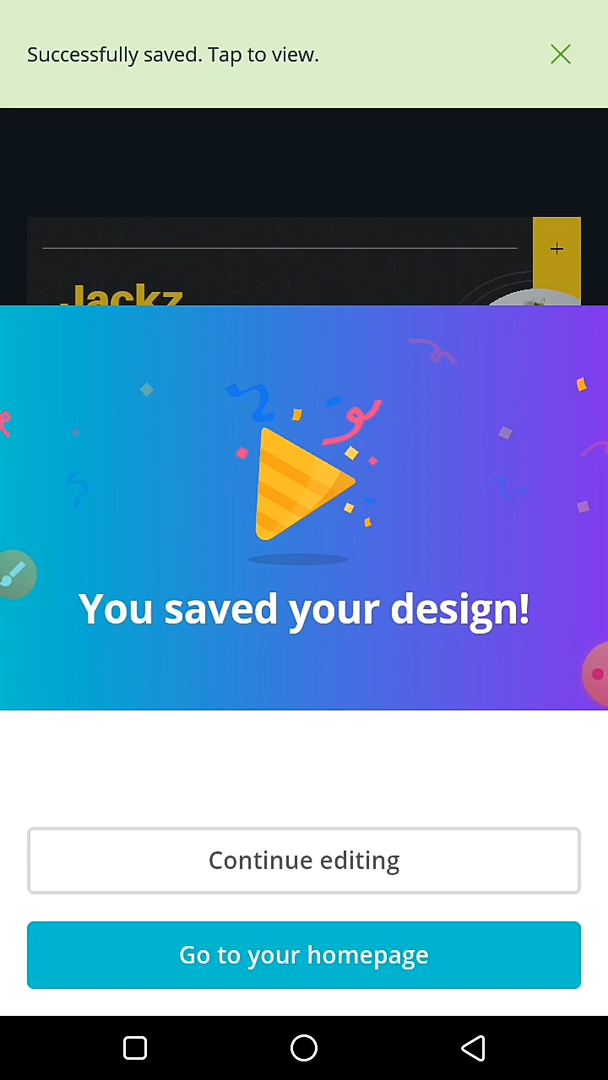 Successfully saved. Tap to view.
Jackz
You saved your design!
Continue editing
Go to your homepage